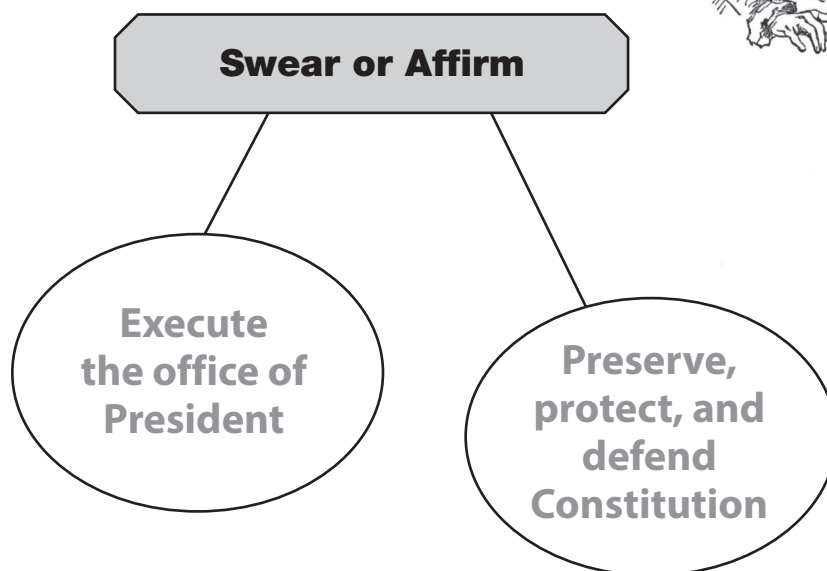 Swear or Affirm
Execute
the office of
President
Preserve,
protect, and
defend
Constitution